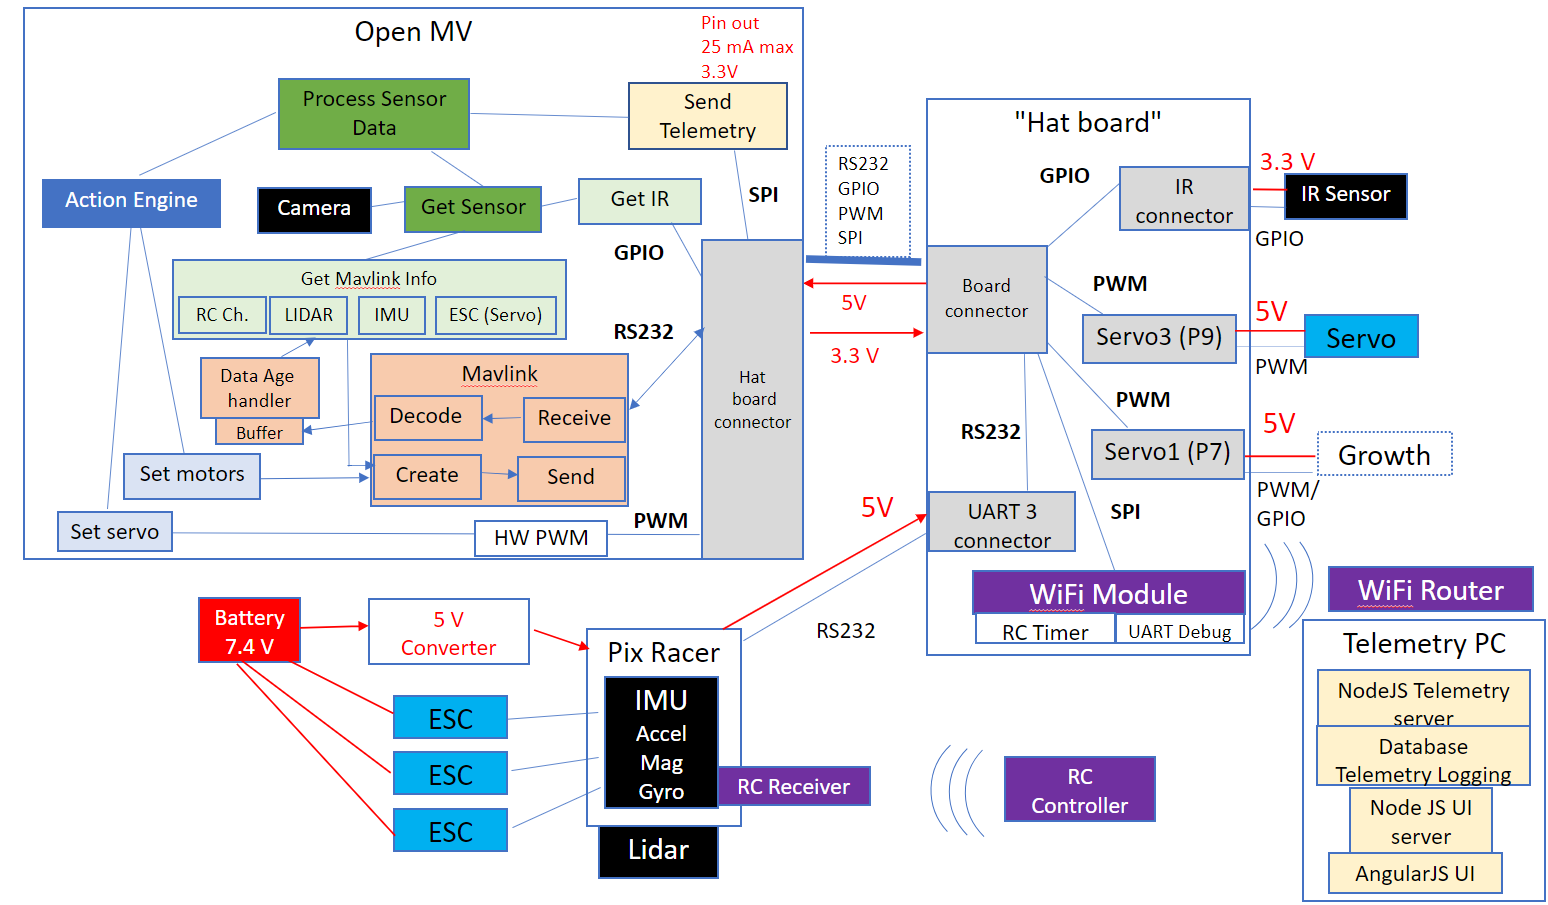 Open MV
Pin out
25 mA max
3.3V
Process Sensor
Data
Send
Telemetry
Action Engine
Camera
Get Sensor
Get IR
SPI
GPIO
Get Mavlink Info
RC Ch.
LIDAR
IMU
ESC (Servo)
RS232
Data Age
handler
Buffer
Mavlink
Decode
Receive
Create
Send
Set motors
Set servo
HW PWM
PWM
Hat
board
connector
RS232
GPIO
PWM
SPI
5V
3.3 V
"Hat board"
GPIO
IR
connector
3.3 V
IR Sensor
GPIO
Board
connector
PWM
Servo3 (P9)
5V
Servo
PWM
PWM
Servo1 (P7)
5V
Growth
PWM/
GPIO
RS232
SPI
UART 3
connector
5V
RS232
WiFi Module
RC Timer
UART Debug
WiFi Router
Battery
7.4 V
5 V
Converter
ESC
ESC
ESC
Pix Racer
IMU
Accel
Mag
Gyro
RC Receiver
Lidar
RC
Controller
Telemetry PC
NodeJS Telemetry
server
Database
Telemetry Logging
Node JS UI
server
AngularJS UI